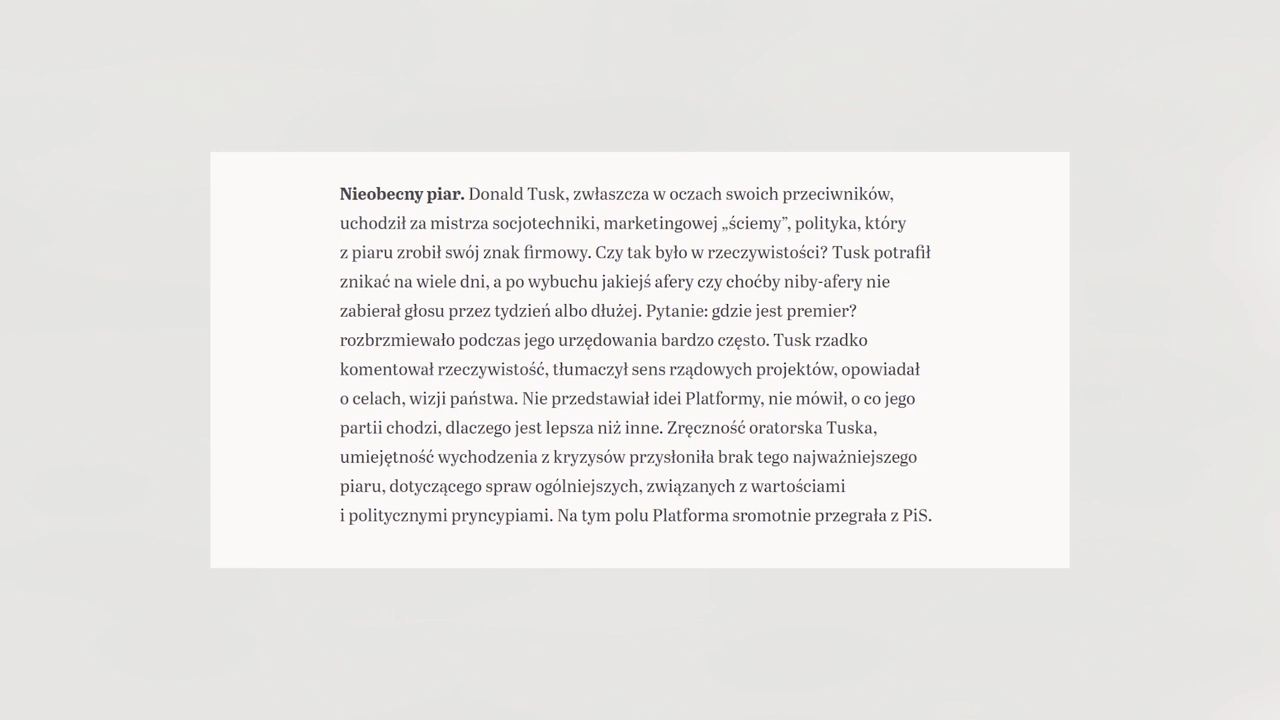 Nieobecny piar. Donald Tusk, zwłaszcza w oczach swoich przeciwników,
uchodził za mistrza socjotechniki, marketingowej „ściemy”, polityka, który
z piaru zrobił swój znak firmowy. Czy tak było w rzeczywistości? Tusk potrafił
znikać na wiele dni, a po wybuchu jakiejś afery czy choćby niby-afery nie
zabierał głosu przez tydzień albo dłużej. Pytanie: gdzie jest premier?
rozbrzmiewało podczas jego urzędowania bardzo często. Tusk rzadko
komentował rzeczywistość, tłumaczył sens rządowych projektów, opowiadał
o celach, wizji państwa. Nie przedstawiał idei Platformy, nie mówił, o co jego
partii chodzi, dlaczego jest lepsza niż inne. Zręczność oratorska Tuska,
umiejętność wychodzenia z kryzysów przysłoniła brak tego najważniejszego
piaru, dotyczącego spraw ogólniejszych, związanych z wartościami
i politycznymi pryncypiami. Na tym polu Platforma sromotnie przegrała z PiS.